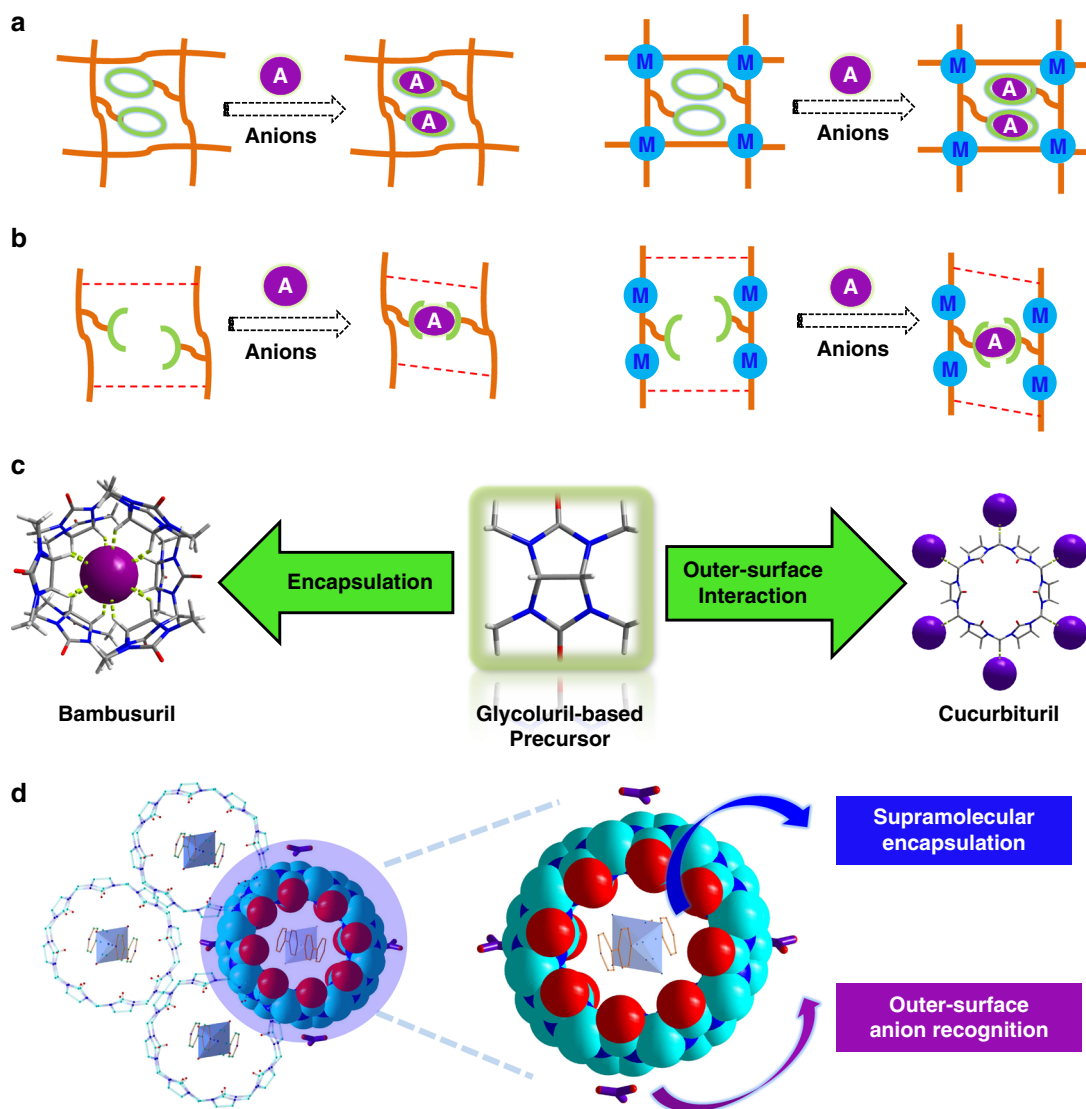 a
A
Anions
A
A
M
M
M
M
A
Anions
M
M
M
M
A
A
b
A
Anions
A
M
M
M
M
A
Anions
M
M
M
M
A
c
Encapsulation
Outer-surface
Interaction
Bambusuril
Glycoluril-based
Precursor
Cucurbituril
d
Supramolecular
encapsulation
Outer-surface
anion recognition